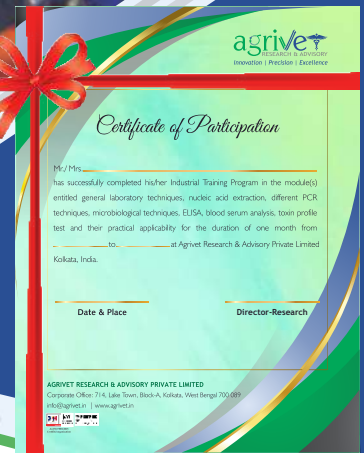 agrivet
RESEARCH & ADVISORY
Innovation | Precision | Excellence
Certificate of Participation
Mr./ Mrs.
has successfully completed his/her Industrial Training Program in the module(s)
entitled general laboratory techniques, nucleic acid extraction, different PCR
techniques, microbiological techniques, ELISA, blood serum analysis, toxin profile
test and their practical applicability for the duration of one month from
to at Agrivet Research & Advisory Private Limited
Kolkata, India.
Date & Place
Director-Research
AGRIVET RESEARCH & ADVISORY PRIVATE LIMITED
Corporate Office: 714, Lake Town, Block-A, Kolkata, West Bengal 700 089
info@agrivet.in | www.agrivet.in